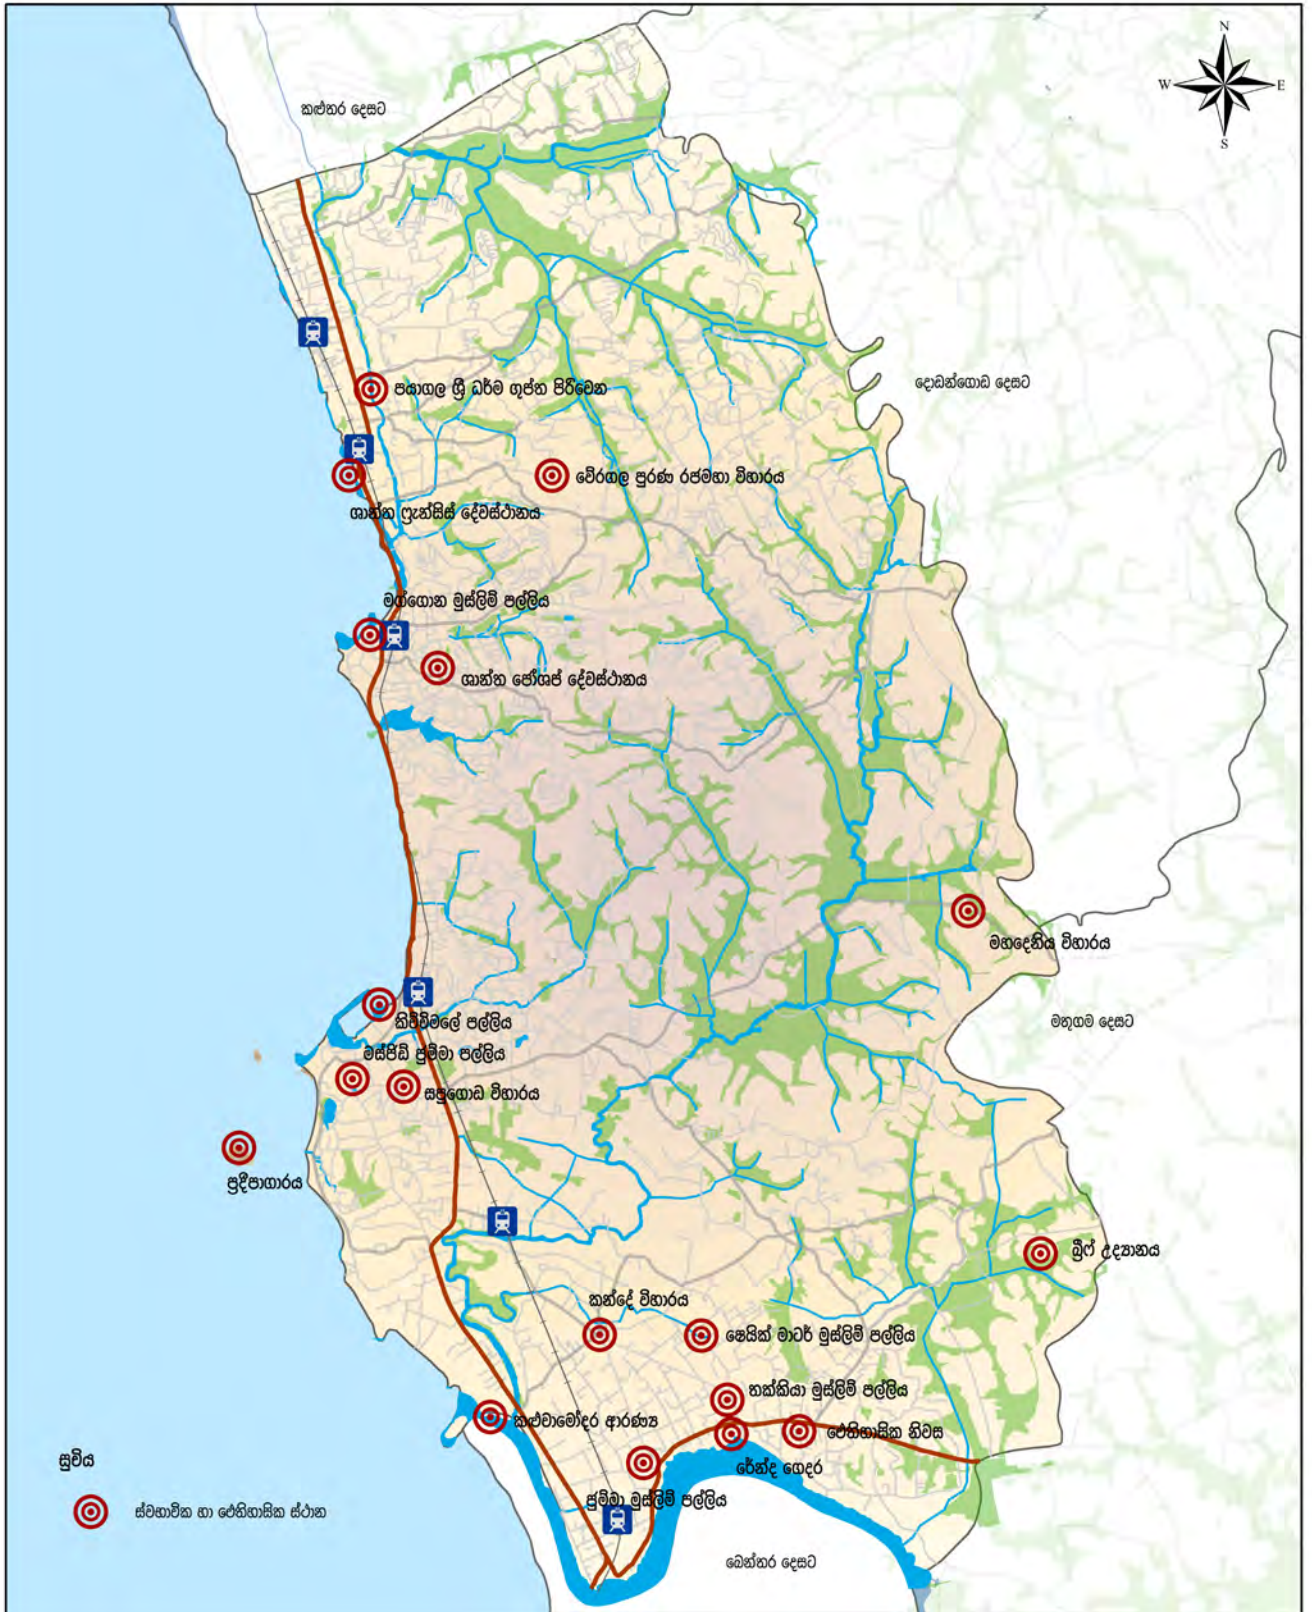 N
W
E
S
කළුතර දෙසට
දොඩන්ගොඩ දෙසට
පයාගල ශ්‍රී ධර්ම ගුප්ත පිරිවෙන
වේරගල පුරණ රජමහා විහාරය
ශාන්ත ෆ්‍රැන්සිස් දේවස්ථානය
මග්ගොන මුස්ලිම් පල්ලිය
ශාන්ත ජෝශප් දේවස්ථානය
මහදෙනිය විහාරය
කිච්චිමලේ පල්ලිය
මතුගම දෙසට
මස්ජිඩ් ජුම්මා පල්ලිය
සපුගොඩ විහාරය
ප්‍රදීපාගාරය
බ්‍රීෆ් උද්‍යානය
කන්දේ විහාරය
ෂෙයික් මාටර් මුස්ලිම් පල්ලිය
තක්කියා මුස්ලිම් පල්ලිය
කළුවාමෝදර ආරණ්‍ය
ඓතිහාසික නිවස
රේන්ද ගෙදර
ජුම්මා මුස්ලිම් පල්ලිය
බෙන්තර දෙසට
සූචිය
ස්වභාවික හා ඓතිහාසික ස්ථාන